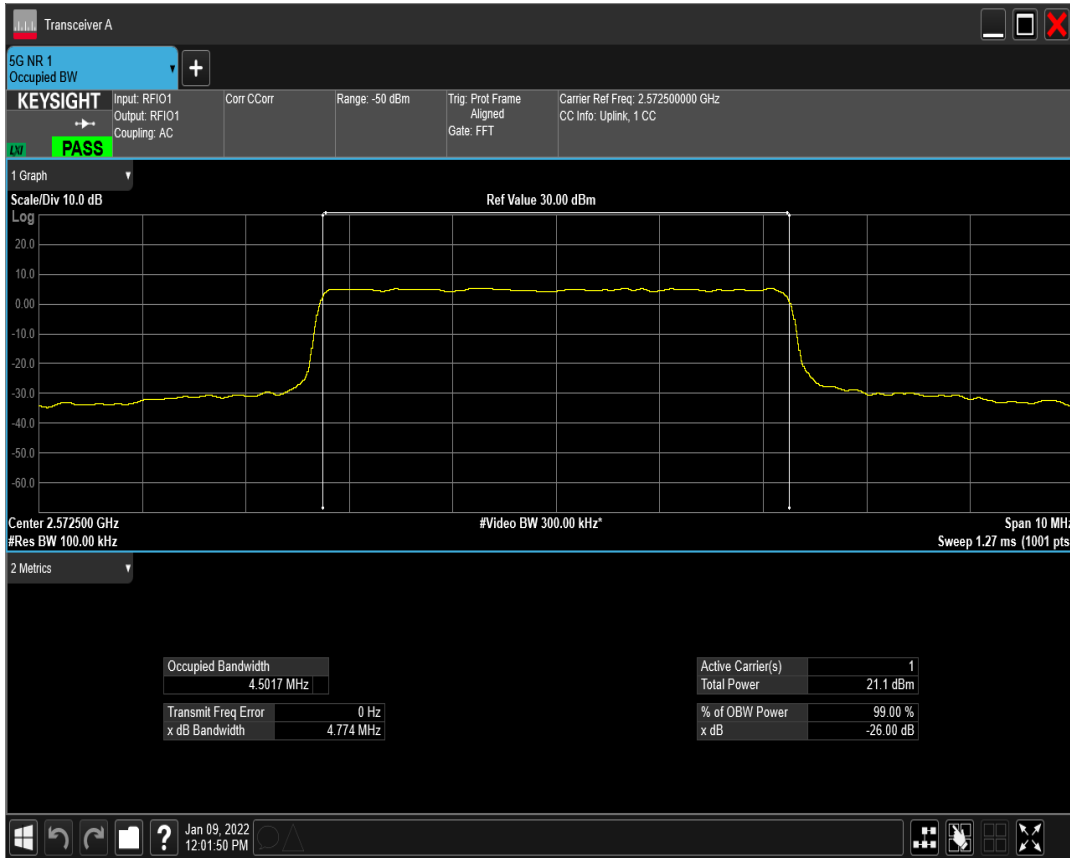 Transceiver A
5G NR 1
Occupied BW
KEYSIGHT
LXI
PASS
Input: RFIO1
Output: RFIO1
Coupling: AC
Corr CCorr
Range: -50 dBm
Trig: Prot Frame
Aligned
Gate: FFT
Carrier Ref Freq: 2.572500000 GHz
CC Info: Uplink, 1 CC
1 Graph
Scale/Div 10.0 dB
Ref Value 30.00 dBm
Log
20.0
10.0
0.00
-10.0
-20.0
-30.0
-40.0
-50.0
-60.0
Center 2.572500 GHz
#Video BW 300.00 kHz*
Span 10 MHz
#Res BW 100.00 kHz
Sweep 1.27 ms (1001 pts
2 Metrics
Occupied Bandwidth
4.5017 MHz
Transmit Freq Error 0 Hz
x dB Bandwidth 4.774 MHz
Active Carrier(s) 1
Total Power 21.1 dBm
% of OBW Power 99.00 %
x dB -26.00 dB
?
Jan 09, 2022
12:01:50 PM